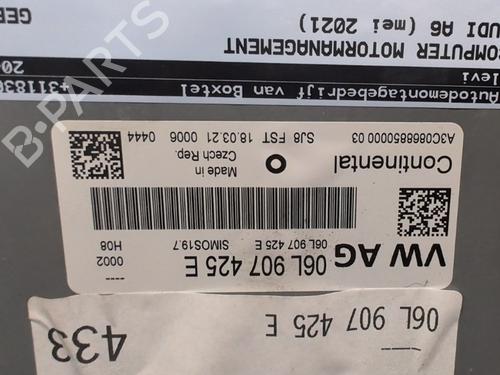 433
06L 907 425 E
VW AG
06L 907 425 E
0002
H08
06L 907 425 E
SIMOS19.7
Continental
Made in
Czech Rep.
A3C0868850000 03
SJ8 FST
18.03.21
0006
0444
Autodemontagebedrijf van Boxtel
levi
COMPUTER MOTORMANAGEMENT
AUDI A6 (mei 2021)
B-PARTS